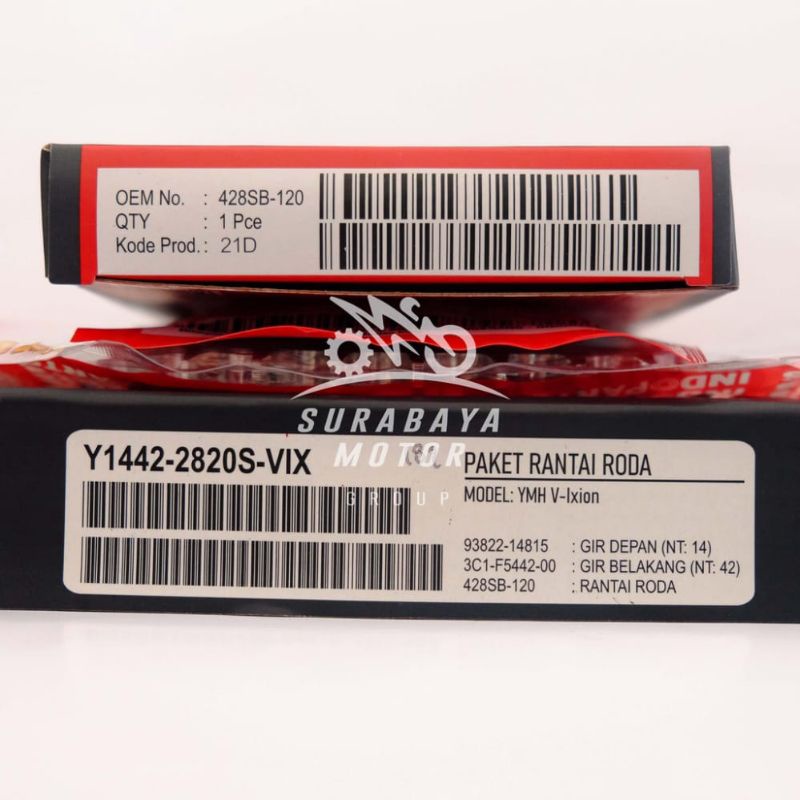 OEM No. : 428SB-120
QTY : 1 Pce
Kode Prod. : 21D
INDOPART
SURABAYA
MOTOR
GROUP
Y1442-2820S-VIX
PAKET RANTAI RODA
MODEL: YMH V-Ixion
93822-14815 : GIR DEPAN (NT: 14)
3C1-F5442-00 : GIR BELAKANG (NT: 42)
428SB-120 : RANTAI RODA